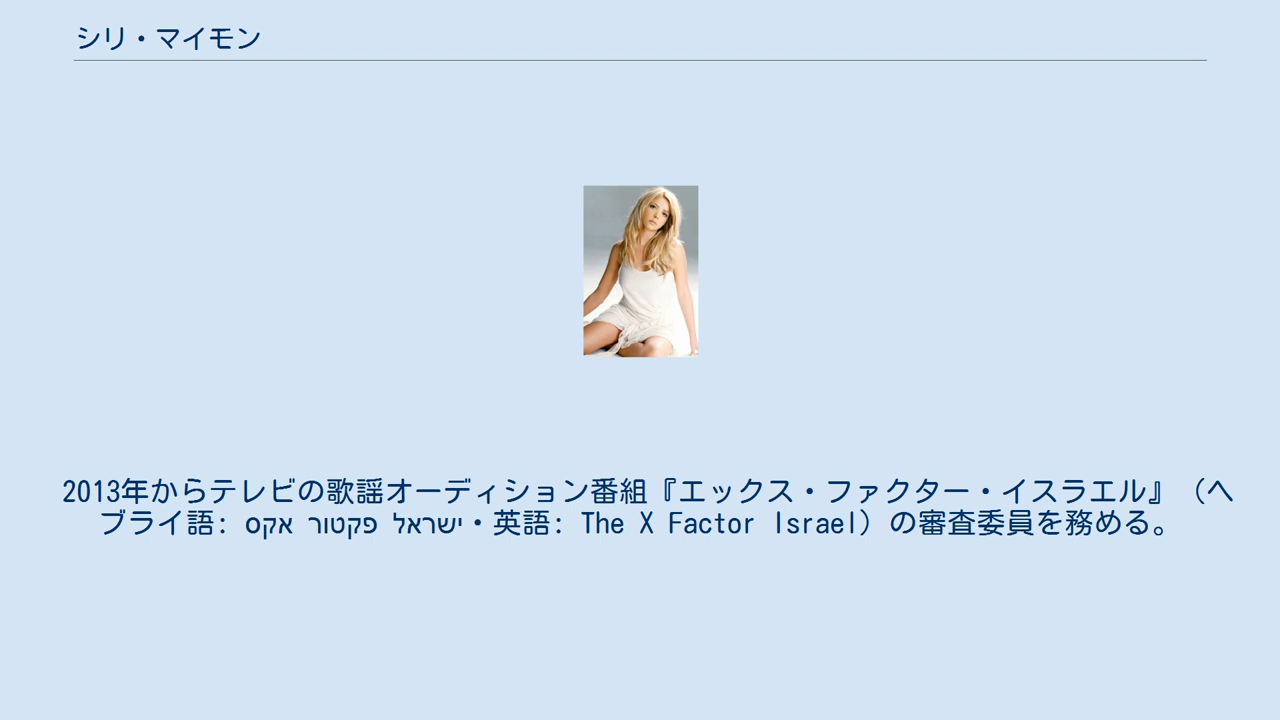 シリ・マイモン
2013年からテレビの歌謡オーディション番組『エックス・ファクター・イスラエル』（ヘ
ブライ語: אקס פקטור ישראל・英語: The X Factor Israel）の審査委員を務める。